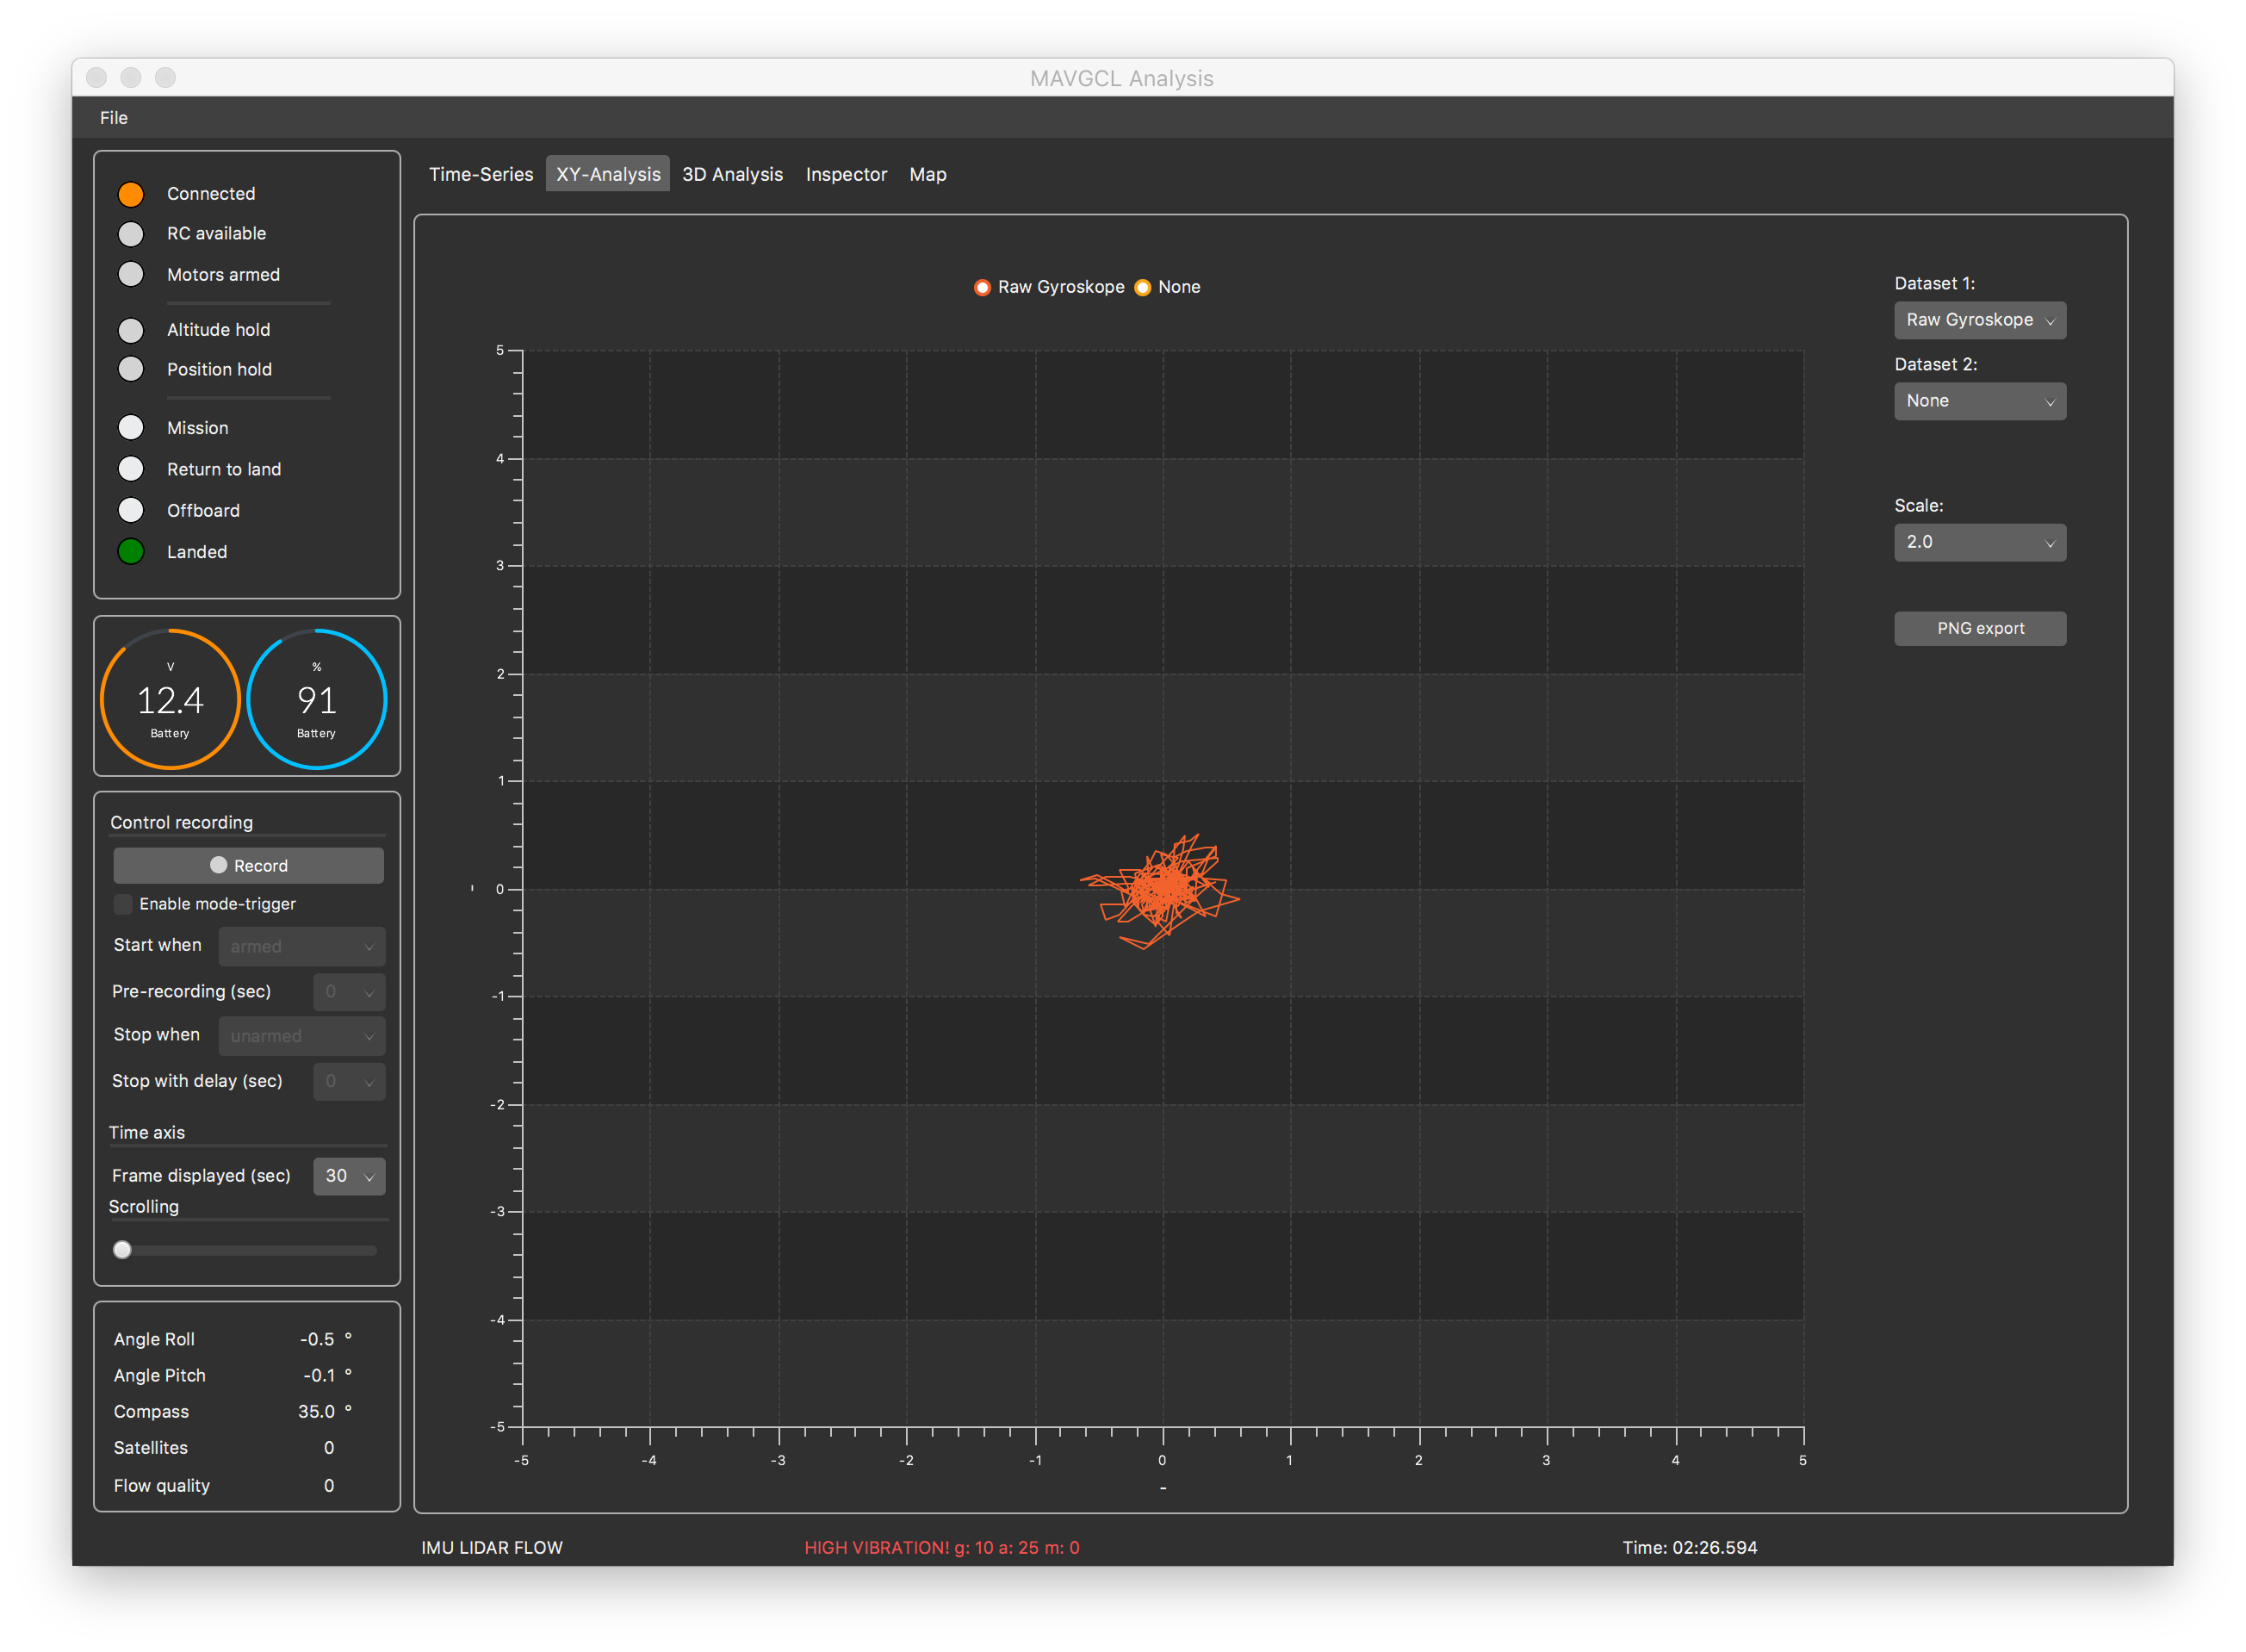 MAVGCL Analysis
File
Connected
RC available
Motors armed
Altitude hold
Position hold
Mission
Return to land
Offboard
Landed
V
12.4
Battery
%
91
Battery
Control recording
Record
Enable mode-trigger
Start when armed
Pre-recording (sec) 0
Stop when unarmed
Stop with delay (sec) 0
Time axis
Frame displayed (sec) 30
Scrolling
Angle Roll -0.5 °
Angle Pitch -0.1 °
Compass 35.0 °
Satellites 0
Flow quality 0
Time-Series XY-Analysis 3D Analysis Inspector Map
Raw Gyroskope None
5
4
3
2
1
0
-1
-2
-3
-4
-5
-
-5 -4 -3 -2 -1 0 1 2 3 4 5
-
Dataset 1:
Raw Gyroskope
Dataset 2:
None
Scale:
2.0
PNG export
IMU LIDAR FLOW HIGH VIBRATION! g: 10 a: 25 m: 0 Time: 02:26.594